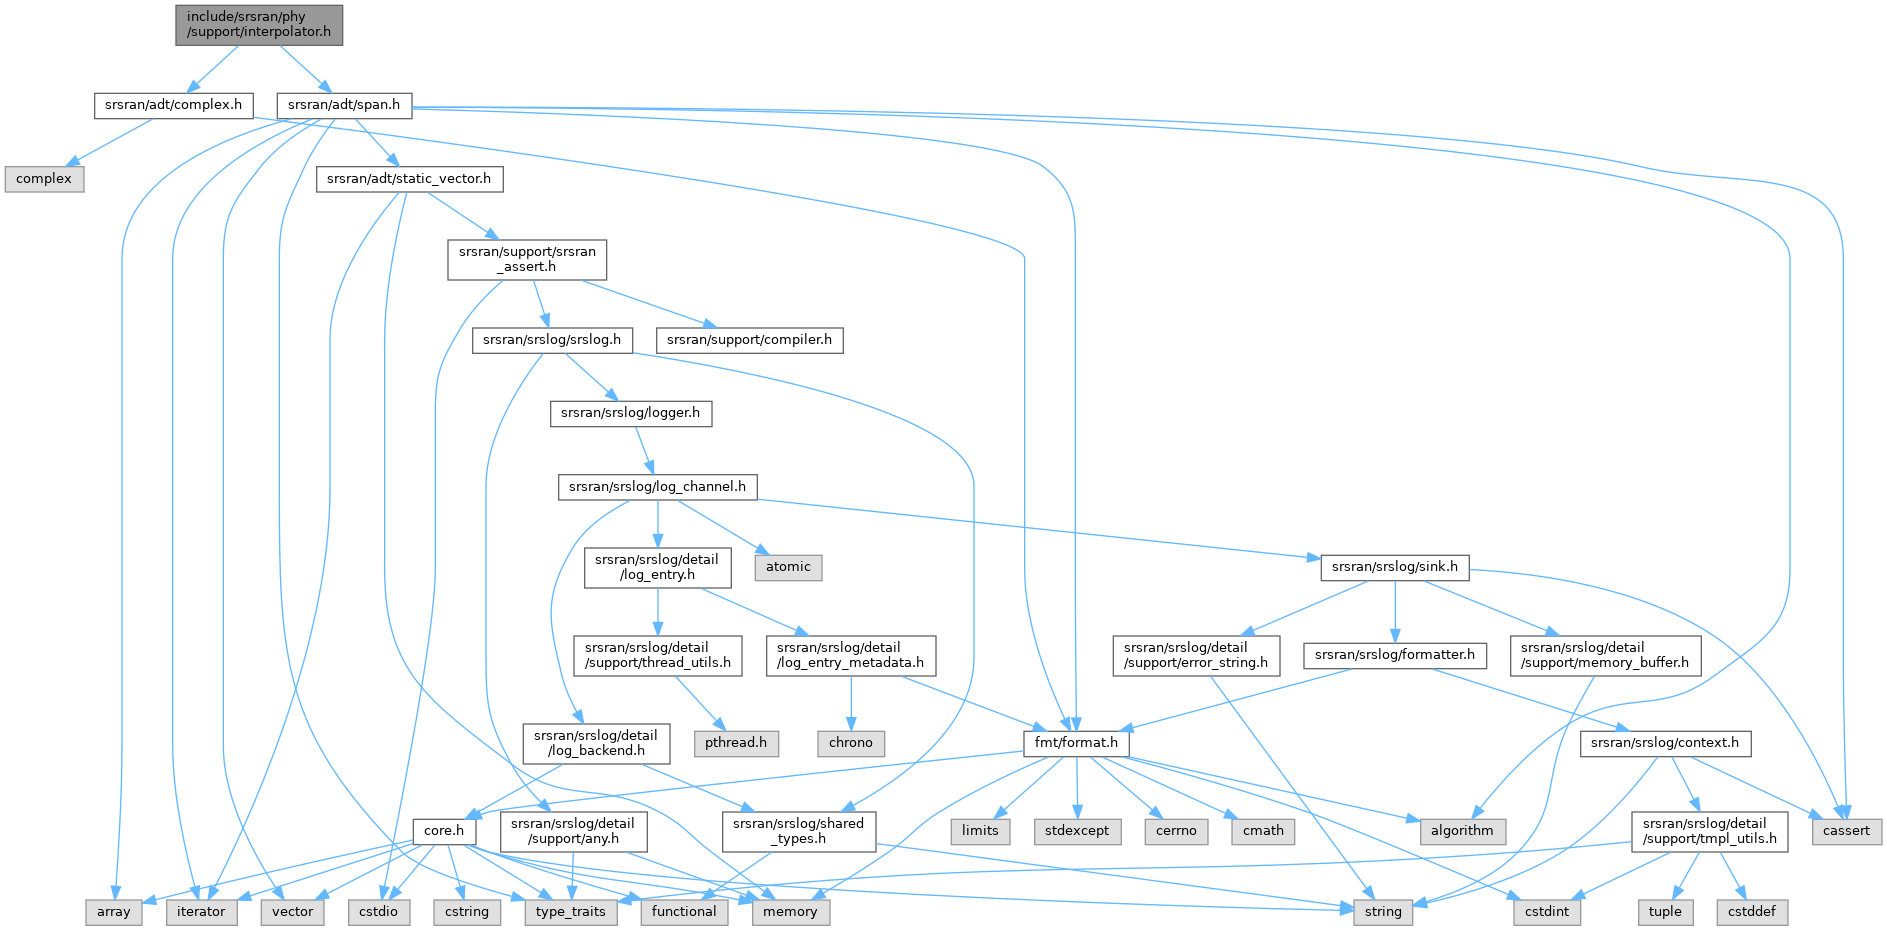 include/srsran/phy
/support/interpolator.h
srsran/adt/complex.h
srsran/adt/span.h
complex
srsran/adt/static_vector.h
srsran/support/srsran
_assert.h
srsran/srslog/srslog.h
srsran/support/compiler.h
srsran/srslog/logger.h
srsran/srslog/log_channel.h
srsran/srslog/detail
/log_entry.h
atomic
srsran/srslog/sink.h
srsran/srslog/detail
/support/thread_utils.h
srsran/srslog/detail
/log_entry_metadata.h
srsran/srslog/detail
/support/error_string.h
srsran/srslog/formatter.h
srsran/srslog/detail
/support/memory_buffer.h
srsran/srslog/detail
/log_backend.h
pthread.h
chrono
fmt/format.h
srsran/srslog/context.h
core.h
srsran/srslog/detail
/support/any.h
srsran/srslog/shared
_types.h
limits
stdexcept
cerrno
cmath
algorithm
srsran/srslog/detail
/support/tmpl_utils.h
cassert
array
iterator
vector
cstdio
cstring
type_traits
functional
memory
string
cstdint
tuple
cstddef